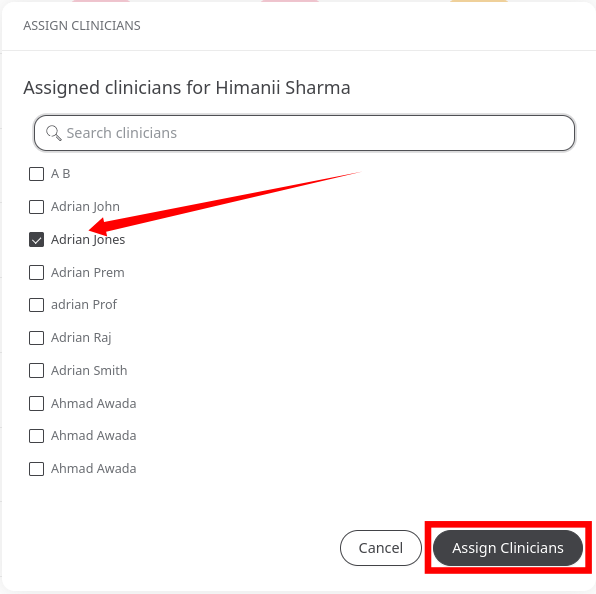 ASSIGN CLINICIANS
Assigned clinicians for Himanii Sharma
Search clinicians
A B
Adrian John
Adrian Jones
Adrian Prem
adrian Prof
Adrian Raj
Adrian Smith
Ahmad Awada
Ahmad Awada
Ahmad Awada
Cancel
Assign Clinicians